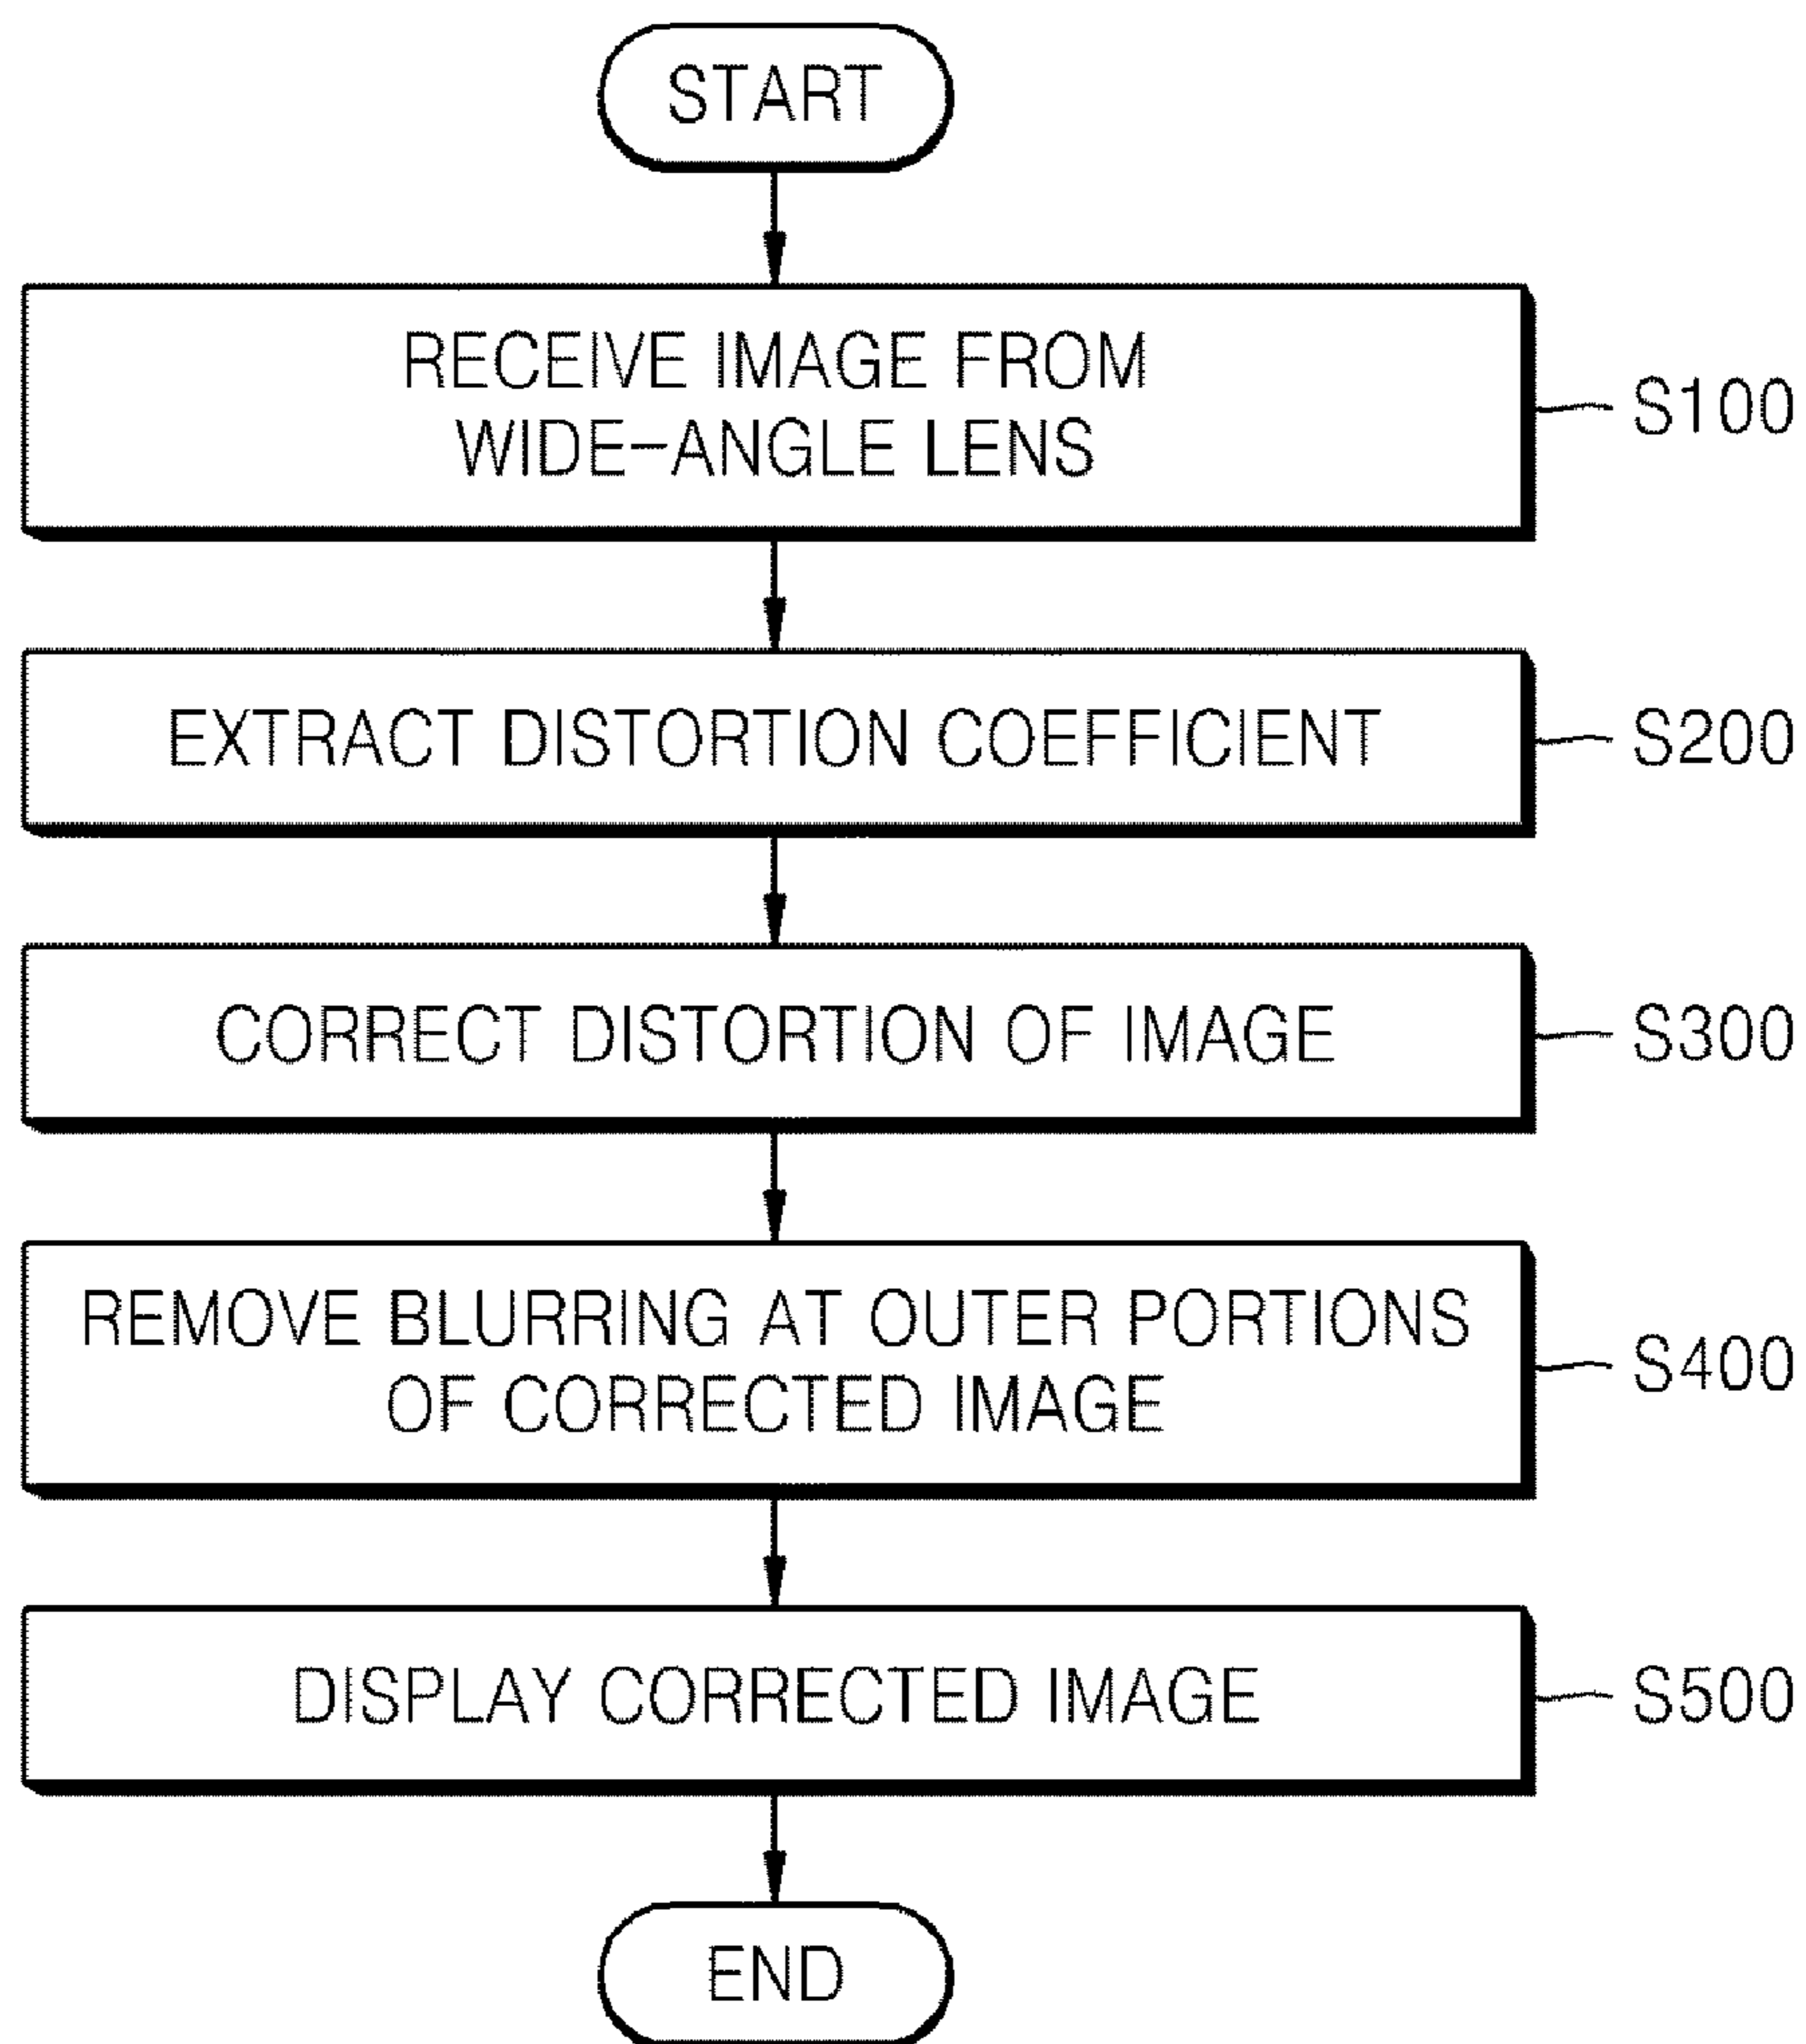 START
RECEIVE IMAGE FROM
WIDE-ANGLE LENS
S100
EXTRACT DISTORTION COEFFICIENT
S200
CORRECT DISTORTION OF IMAGE
S300
REMOVE BLURRING AT OUTER PORTIONS
OF CORRECTED IMAGE
S400
DISPLAY CORRECTED IMAGE
S500
END